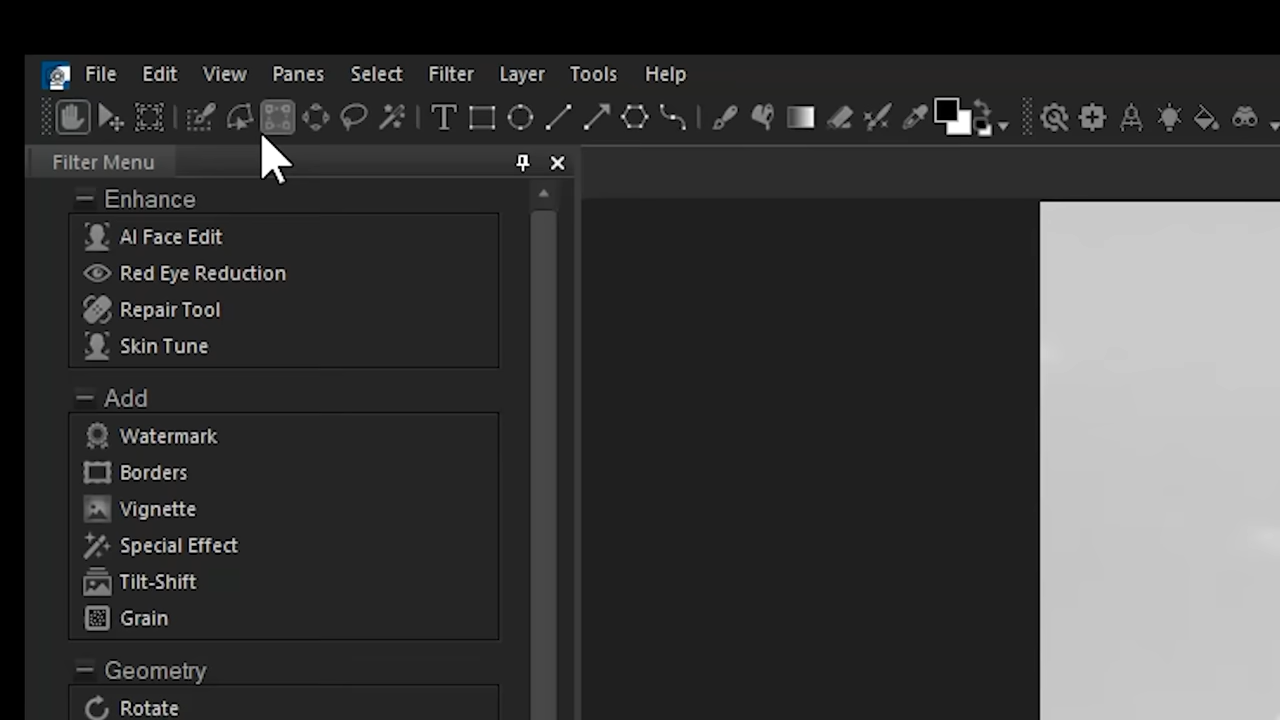 File Edit View Panes Select Filter Layer Tools Help
T
Filter Menu
Enhance
AI Face Edit
Red Eye Reduction
Repair Tool
Skin Tune
Add
Watermark
Borders
Vignette
Special Effect
Tilt-Shift
Grain
Geometry
Rotate